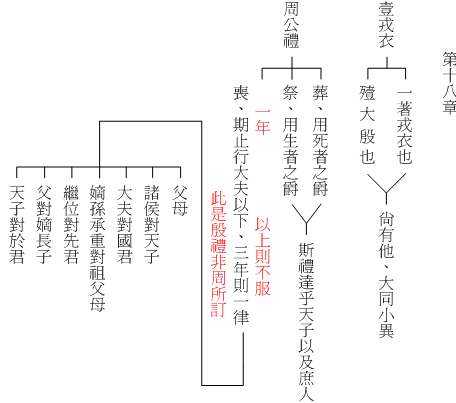 第十八章
壹戎衣
一著戎衣也
殪大殷也
尙有他、大同小異
周公禮
葬、用死者之爵
祭、用生者之爵
斯禮達乎天子以及庶人
一年
以上則不服
喪、期止行大夫以下、三年則一律
此是殷禮非周所訂
父母
諸侯對天子
大夫對國君
嫡孫承重對祖父母
繼位對先君
父對嫡長子
天子對於君